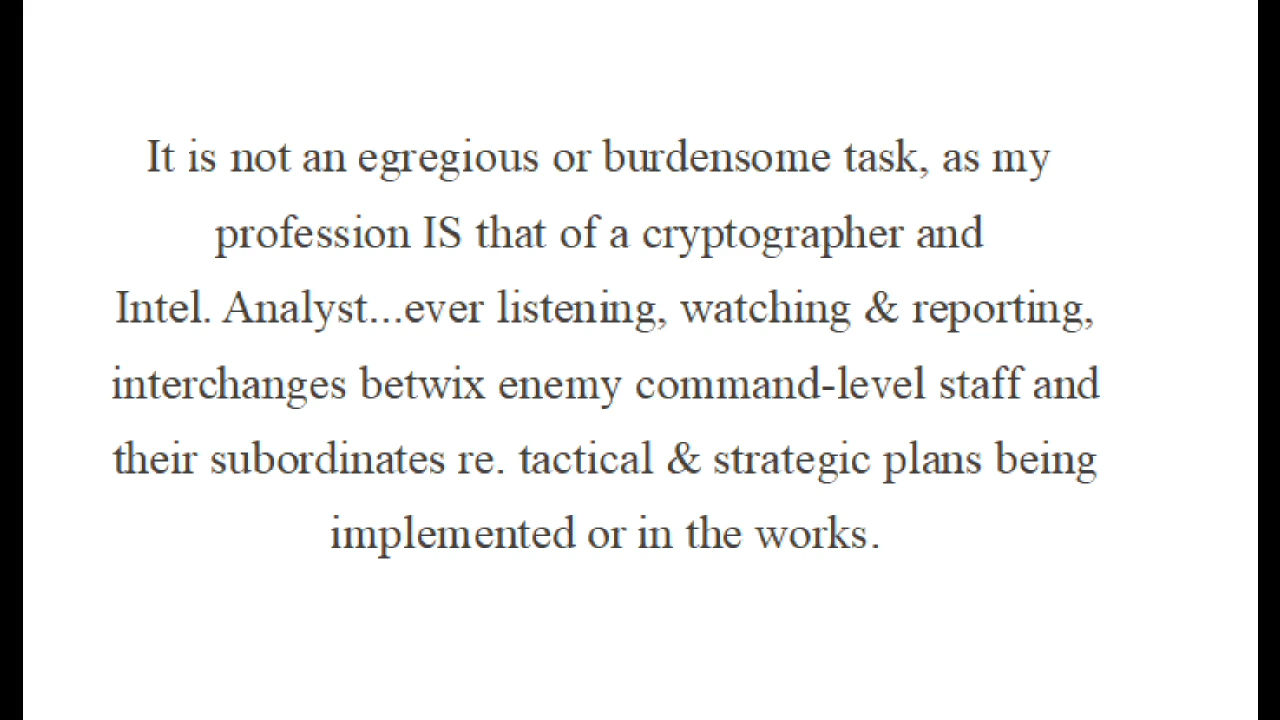 It is not an egregious or burdensome task, as my
profession IS that of a cryptographer and
Intel. Analyst...ever listening, watching & reporting,
interchanges betwix enemy command-level staff and
their subordinates re. tactical & strategic plans being
implemented or in the works.